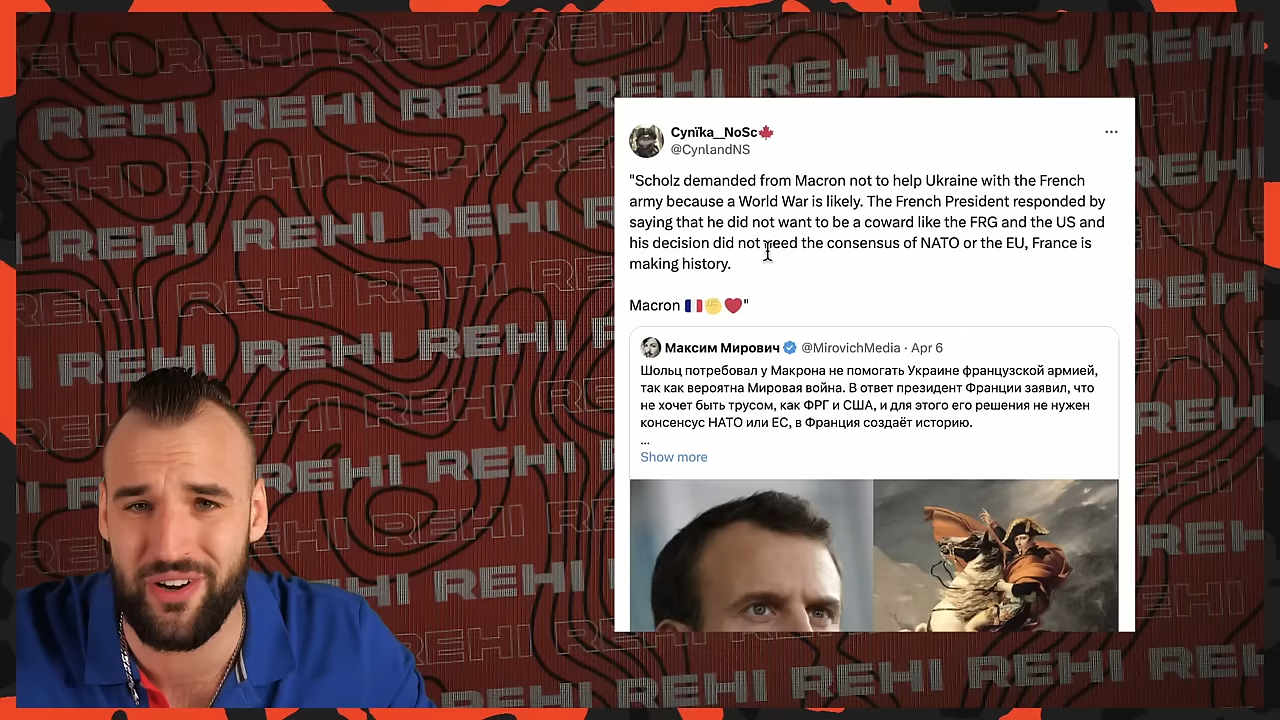 REHI REHI REHI REHI REHI REHI
Cynïka_NoSc🍁
@CynlandNS
"Scholz demanded from Macron not to help Ukraine with the French
army because a World War is likely. The French President responded by
saying that he did not want to be a coward like the FRG and the US and
his decision did not need the consensus of NATO or the EU, France is
making history.
Macron 🇫🇷✊❤️"
Максим Мирович @MirovichMedia · Apr 6
Шольц потребовал у Макрона не помогать Украине французской армией,
так как вероятна Мировая война. В ответ президент Франции заявил, что
не хочет быть трусом, как ФРГ и США, и для этого его решения не нужен
консенсус НАТО или ЕС, в Франция создаёт историю.
...
Show more